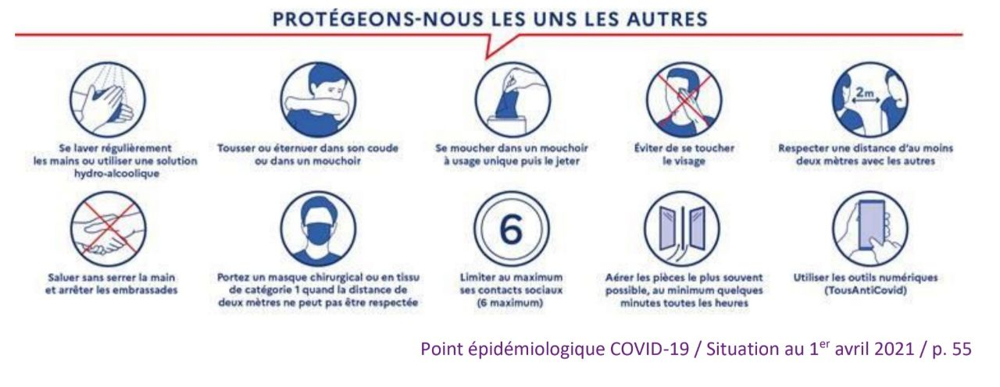 PROTÉGEONS-NOUS LES UNS LES AUTRES
Se laver régulièrement
les mains ou utiliser une solution
hydro-alcoolique
Tousser ou éternuer dans son coude
ou dans un mouchoir
Se moucher dans un mouchoir
à usage unique puis le jeter
Éviter de se toucher
le visage
2m
Respecter une distance d'au moins
deux mètres avec les autres
Saluer sans serrer la main
et arrêter les embrassades
Portez un masque chirurgical ou en tissu
de catégorie 1 quand la distance de
deux mètres ne peut pas être respectée
6
Limiter au maximum
ses contacts sociaux
(6 maximum)
Aérer les pièces le plus souvent
possible, au minimum quelques
minutes toutes les heures
Utiliser les outils numériques
(TousAntiCovid)
Point épidémiologique COVID-19 / Situation au 1er avril 2021 / p. 55